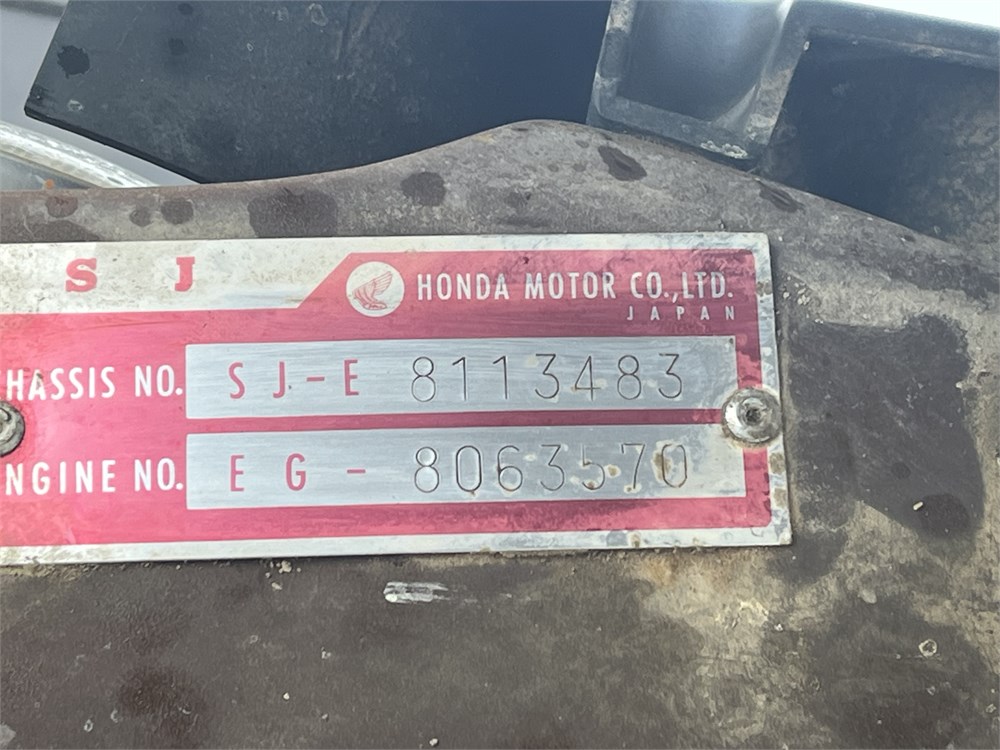 S J
HONDA MOTOR CO.,LTD.
JAPAN
HASSIS NO. SJ-E 8113483
NGINE NO. EG- 8063570